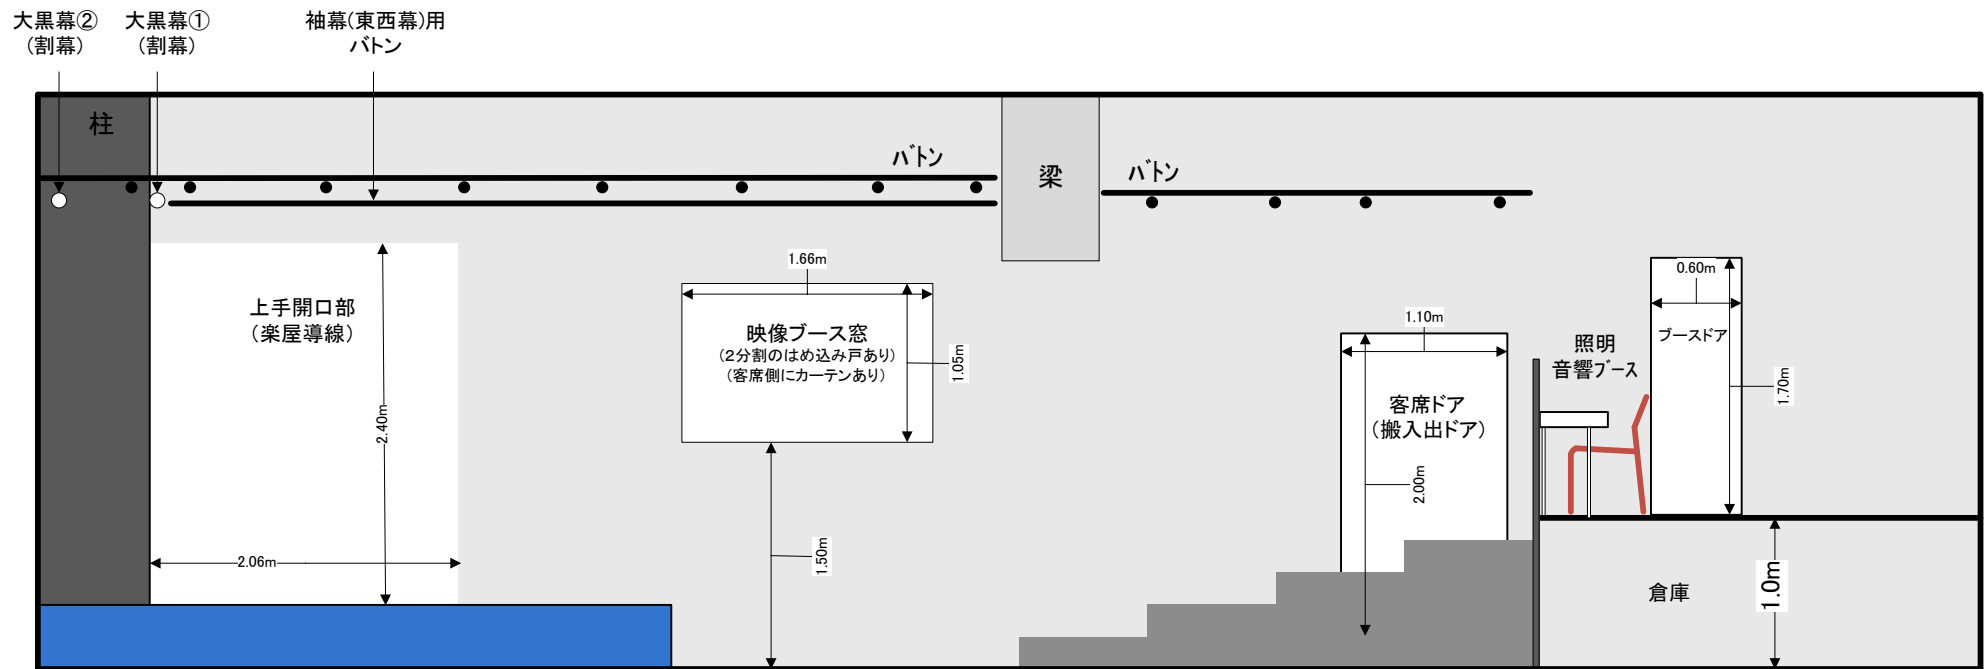 大黒幕②
(割幕)
大黒幕①
(割幕)
袖幕(東西幕)用
バトン
柱
バトン
梁
バトン
上手開口部
(楽屋導線)
2.40m
2.06m
1.66m
映像ブース窓
(2分割のはめ込み戸あり)
(客席側にカーテンあり)
1.05m
1.50m
1.10m
客席ドア
(搬入出ドア)
2.00m
照明
音響ブース
0.60m
ブースドア
1.70m
倉庫
1.0m